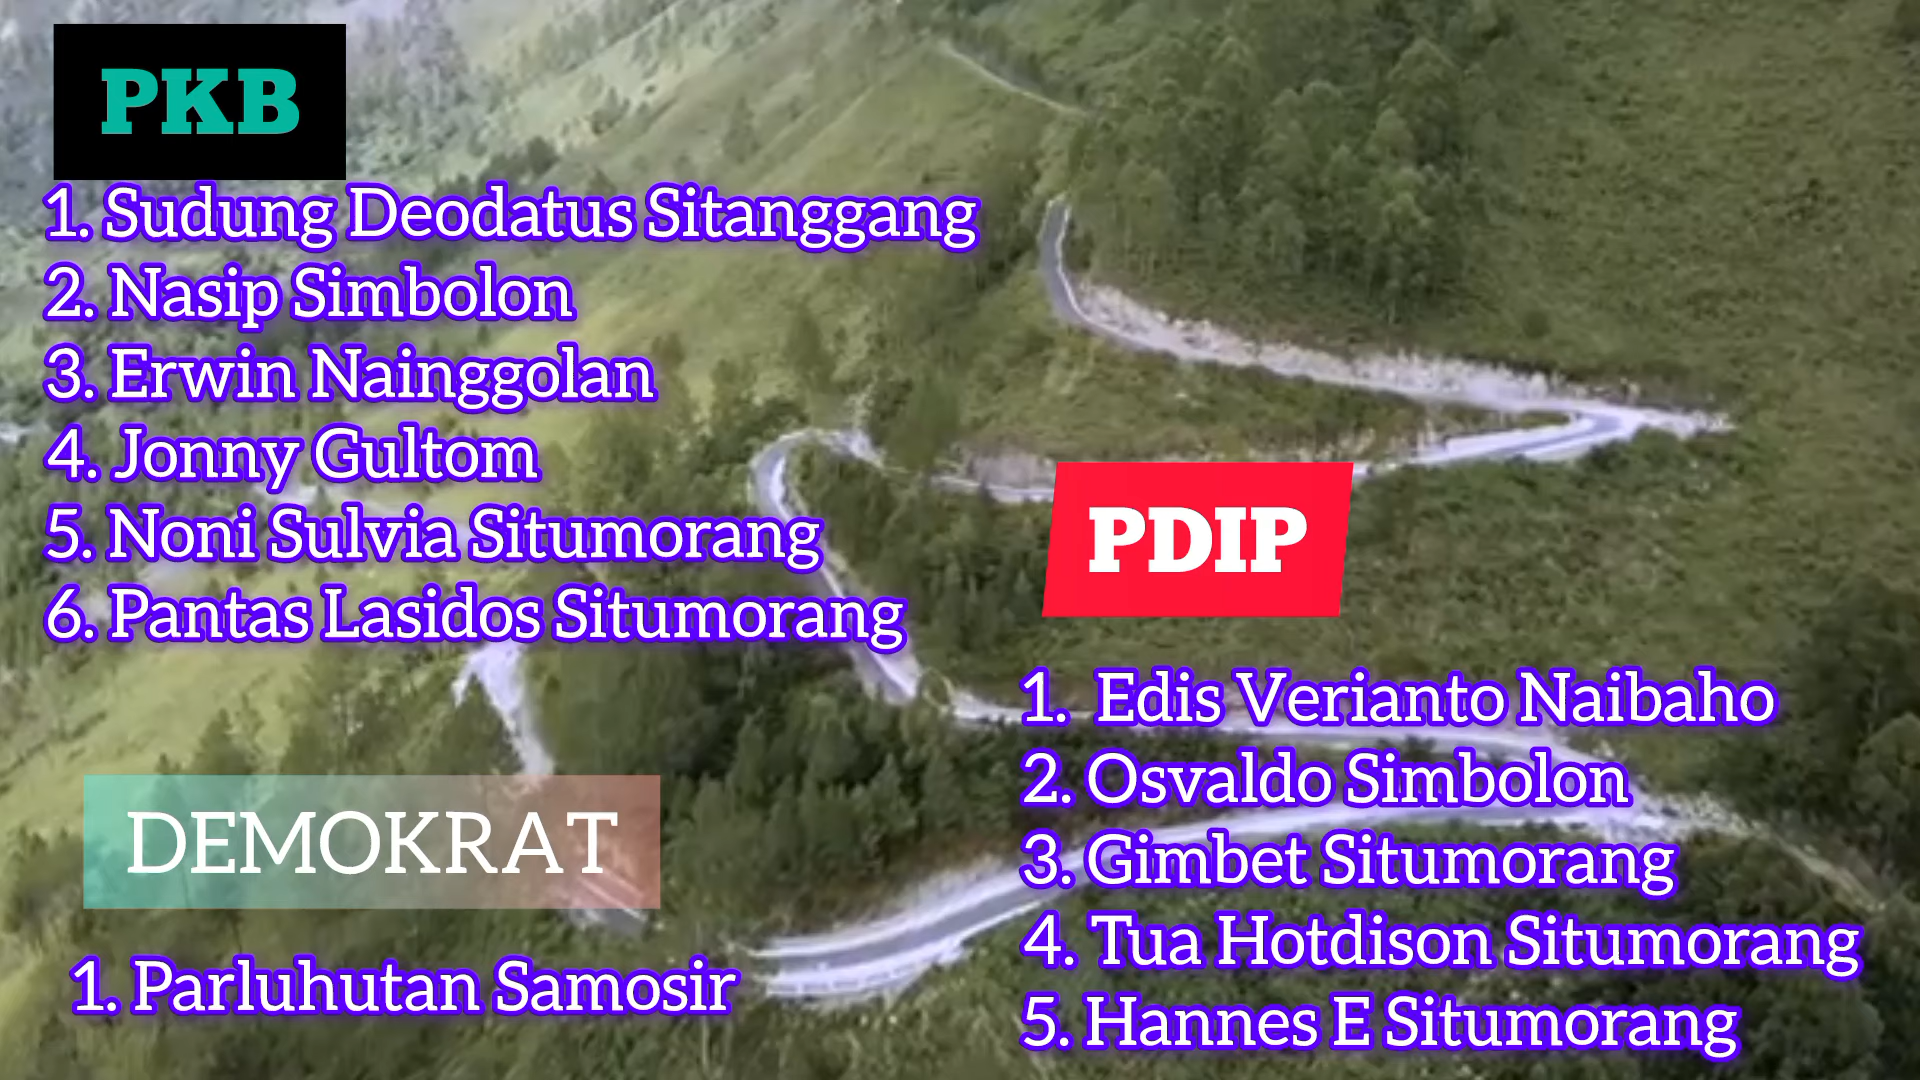 PKB
1. Sudung Deodatus Sitanggang
2. Nasip Simbolon
3. Erwin Nainggolan
4. Jonny Gultom
5. Noni Sulvia Situmorang
6. Pantas Lasidos Situmorang
DEMOKRAT
1. Parluhutan Samosir
PDIP
1. Edis Verianto Naibaho
2. Osvaldo Simbolon
3. Gimbet Situmorang
4. Tua Hotdison Situmorang
5. Hannes E Situmorang